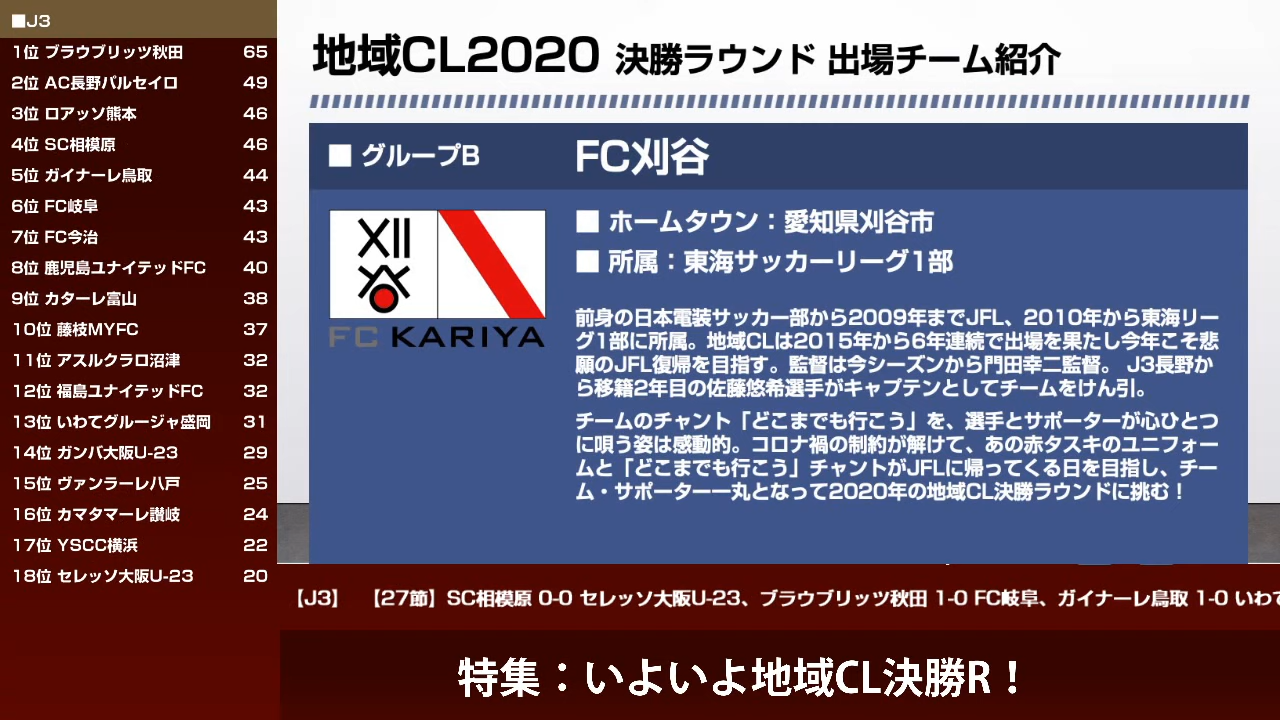 ■J3
1位 ブラウブリッツ秋田 65
2位 AC長野パルセイロ 49
3位 ロアッソ熊本 46
4位 SC相模原 46
5位 ガイナーレ鳥取 44
6位 FC岐阜 43
7位 FC今治 43
8位 鹿児島ユナイテッドFC 40
9位 カターレ富山 38
10位 藤枝MYFC 37
11位 アスルクラロ沼津 32
12位 福島ユナイテッドFC 32
13位 いわてグルージャ盛岡 31
14位 ガンバ大阪U-23 29
15位 ヴァンラーレ八戸 25
16位 カマタマーレ讃岐 24
17位 YSCC横浜 22
18位 セレッソ大阪U-23 20
地域CL2020 決勝ラウンド 出場チーム紹介
■ グループB
FC刈谷
XII
FC KARIYA
■ ホームタウン：愛知県刈谷市
■ 所属：東海サッカーリーグ1部
前身の日本電装サッカー部から2009年までJFL、2010年から東海リー
グ1部に所属。地域CLは2015年から6年連続で出場を果たし今年こそ悲
願のJFL復帰を目指す。監督は今シーズンから門田幸二監督。 J3長野か
ら移籍2年目の佐藤悠希選手がキャプテンとしてチームをけん引。
チームのチャント「どこまでも行こう」を、選手とサポーターが心ひとつ
に唄う姿は感動的。コロナ禍の制約が解けて、あの赤タスキのユニフォー
ムと「どこまでも行こう」チャントがJFLに帰ってくる日を目指し、チー
ム・サポーター一丸となって2020年の地域CL決勝ラウンドに挑む！
【J3】 【27節】SC相模原 0-0 セレッソ大阪U-23、ブラウブリッツ秋田 1-0 FC岐阜、ガイナーレ鳥取 1-0 いわて
特集：いよいよ地域CL決勝R！